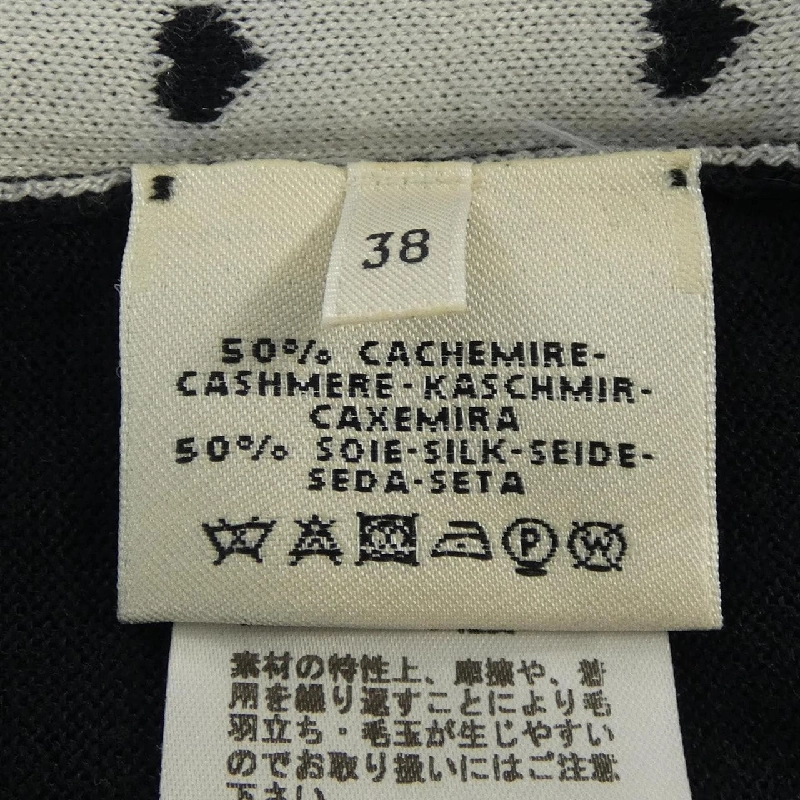 38
50% CACHEMIRE-
CASHMERE-KASCHMIR-
CAXEMIRA
50% SOIE-SILK-SEIDE-
SEDA-SETA
P W
素材の特性上、摩擦や、着
用を繰り返すことにより毛
羽立ち・毛玉が生じやすい
のでお取り扱いにはご注意
下さい